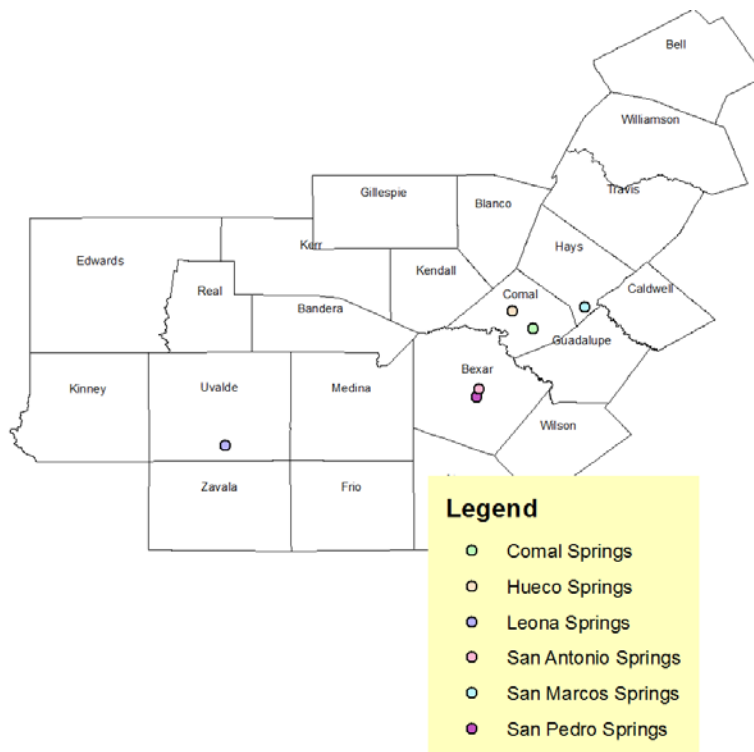 Bell
Williamson
Travis
Gillespie
Blanco
Hays
Kerr
Edwards
Kendall
Real
Caldwell
Comal
Bandera
Guadalupe
Bexar
Kinney
Uvalde
Medina
Wilson
Zavala
Frio
Legend
Comal Springs
Hueco Springs
Leona Springs
San Antonio Springs
San Marcos Springs
San Pedro Springs